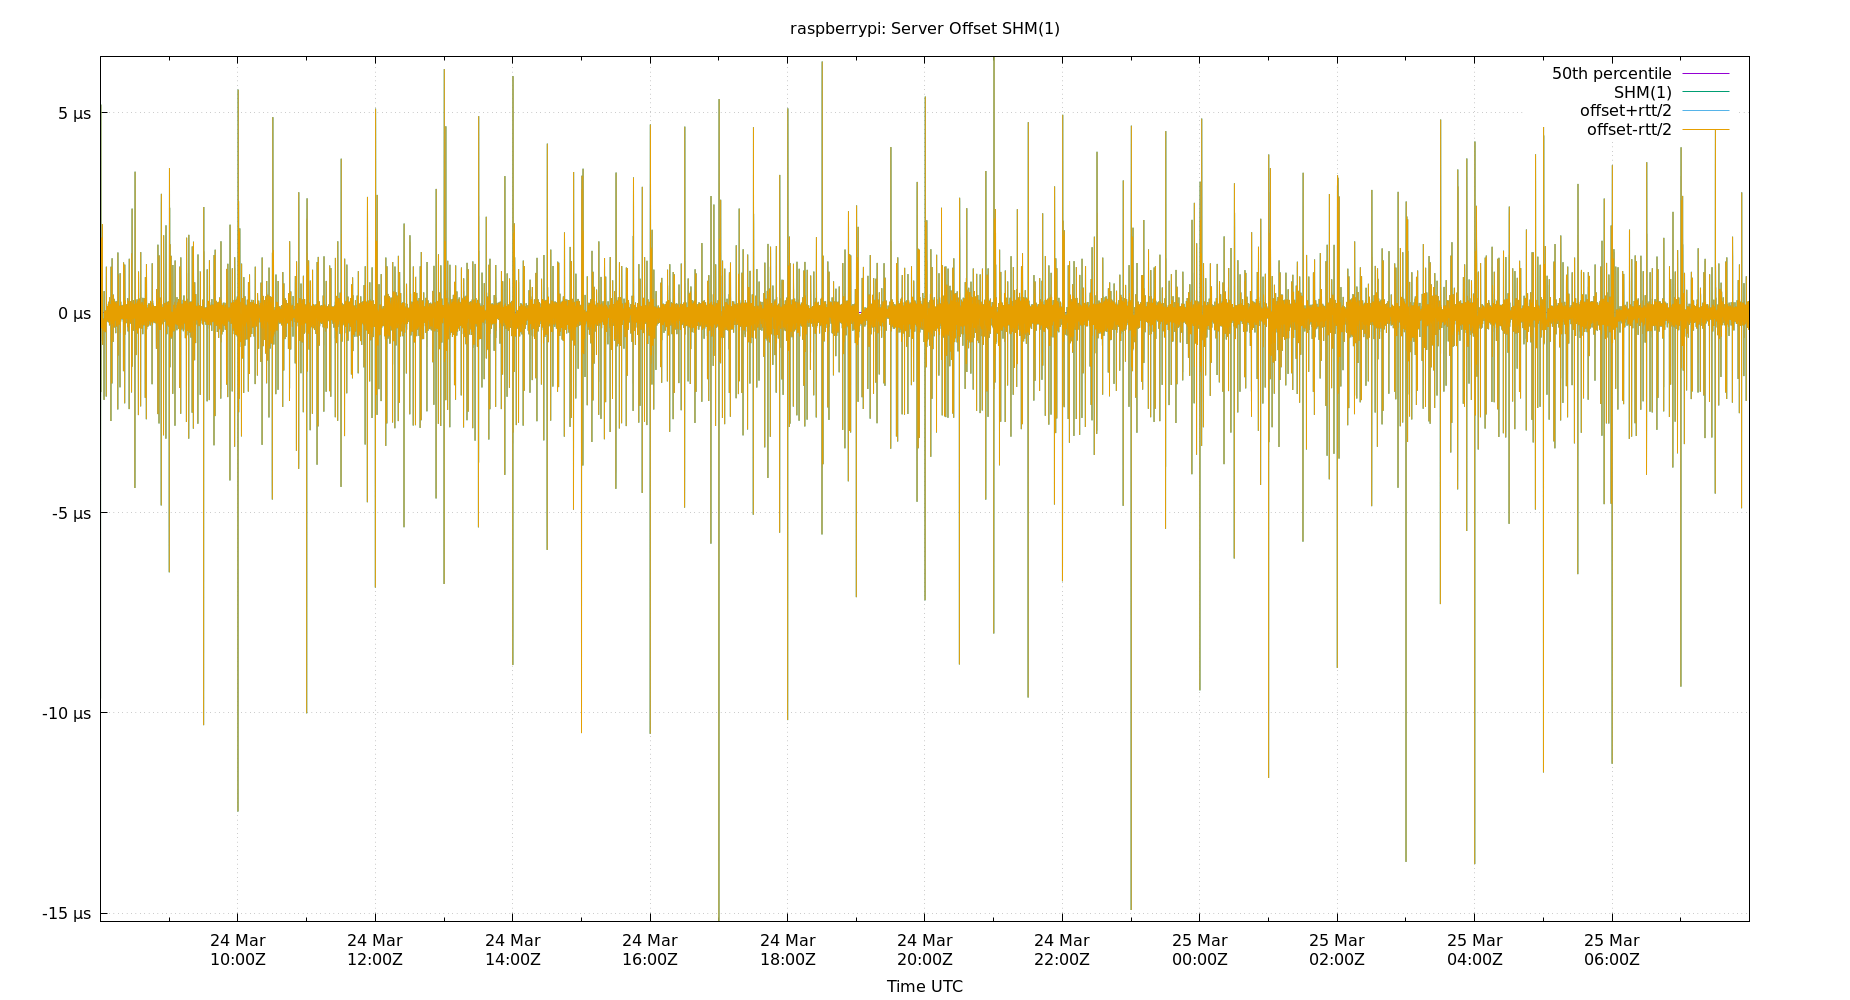 raspberrypi: Server Offset SHM(1)
50th percentile
SHM(1)
offset+rtt/2
offset-rtt/2
5 µs
0 µs
-5 µs
-10 µs
-15 µs
24 Mar 24 Mar 24 Mar 24 Mar 24 Mar 24 Mar 24 Mar 25 Mar 25 Mar 25 Mar 25 Mar
10:00Z 12:00Z 14:00Z 16:00Z 18:00Z 20:00Z 22:00Z 00:00Z 02:00Z 04:00Z 06:00Z
Time UTC